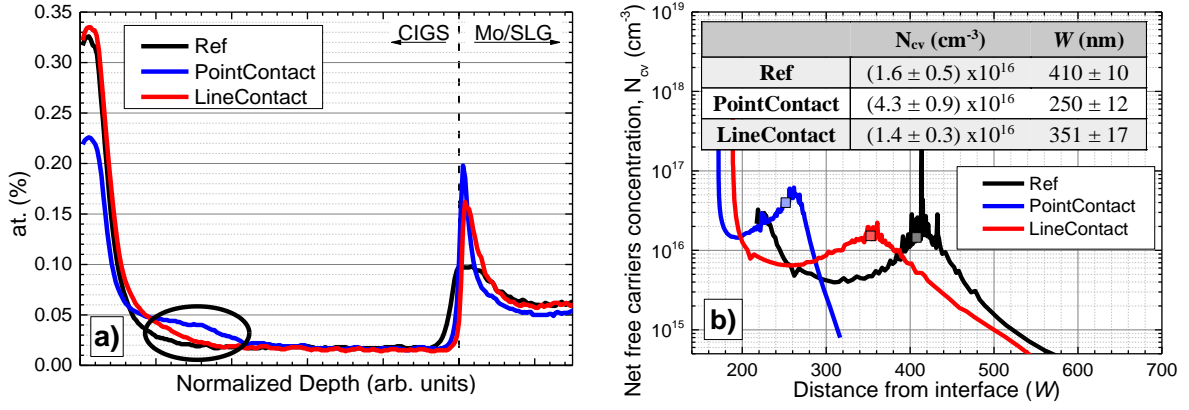 CIGS Mo/SLG
Ref
PointContact
LineContact
0.35
0.30
0.25
0.20
0.15
0.10
0.05
0.00
at. (%)
a)
Normalized Depth (arb. units)
Net free carriers concentration, N_cv (cm^-3)
10^19
10^18
10^17
10^16
10^15
N_cv (cm^-3) W (nm)
Ref (1.6 ± 0.5) x10^16 410 ± 10
PointContact (4.3 ± 0.9) x10^16 250 ± 12
LineContact (1.4 ± 0.3) x10^16 351 ± 17
Ref
PointContact
LineContact
b)
200 300 400 500 600 700
Distance from interface (W)